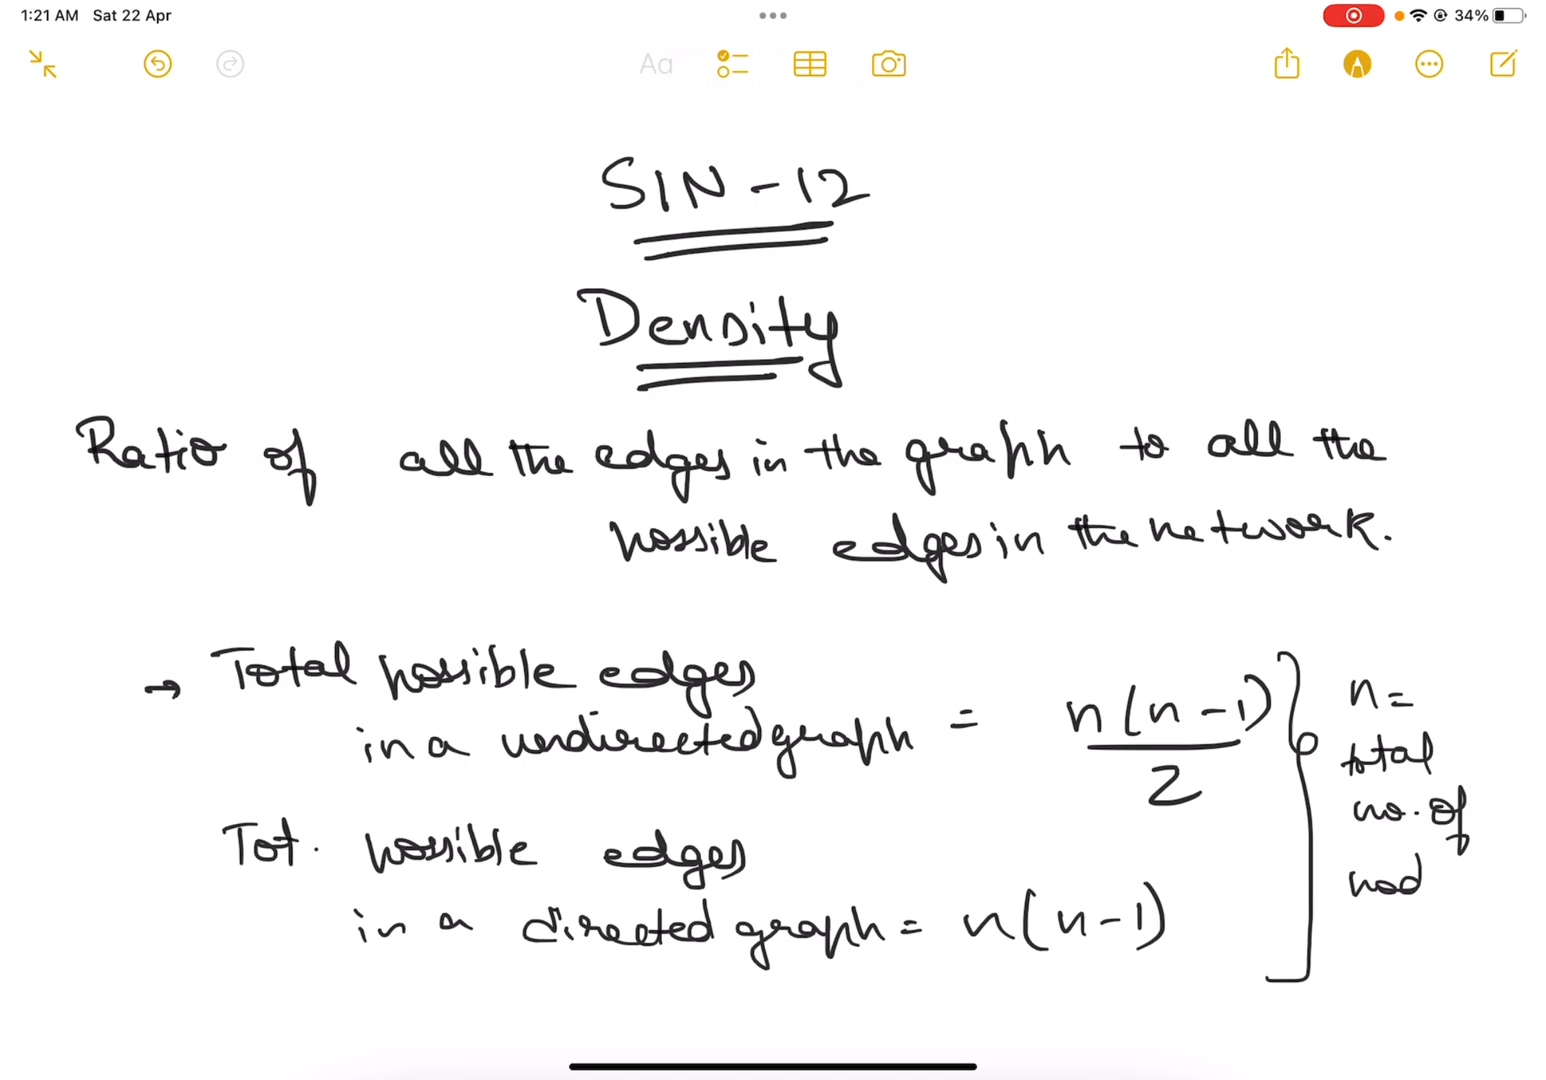 1:21 AM Sat 22 Apr
34%
Aa
SIN-12
Density
Ratio of all the edges in the graph to all the
possible edges in the network.
→ Total possible edges
in a undirected graph = n(n-1)/2
Tot. possible edges
in a directed graph = n(n-1)
n=
total
no. of
nod